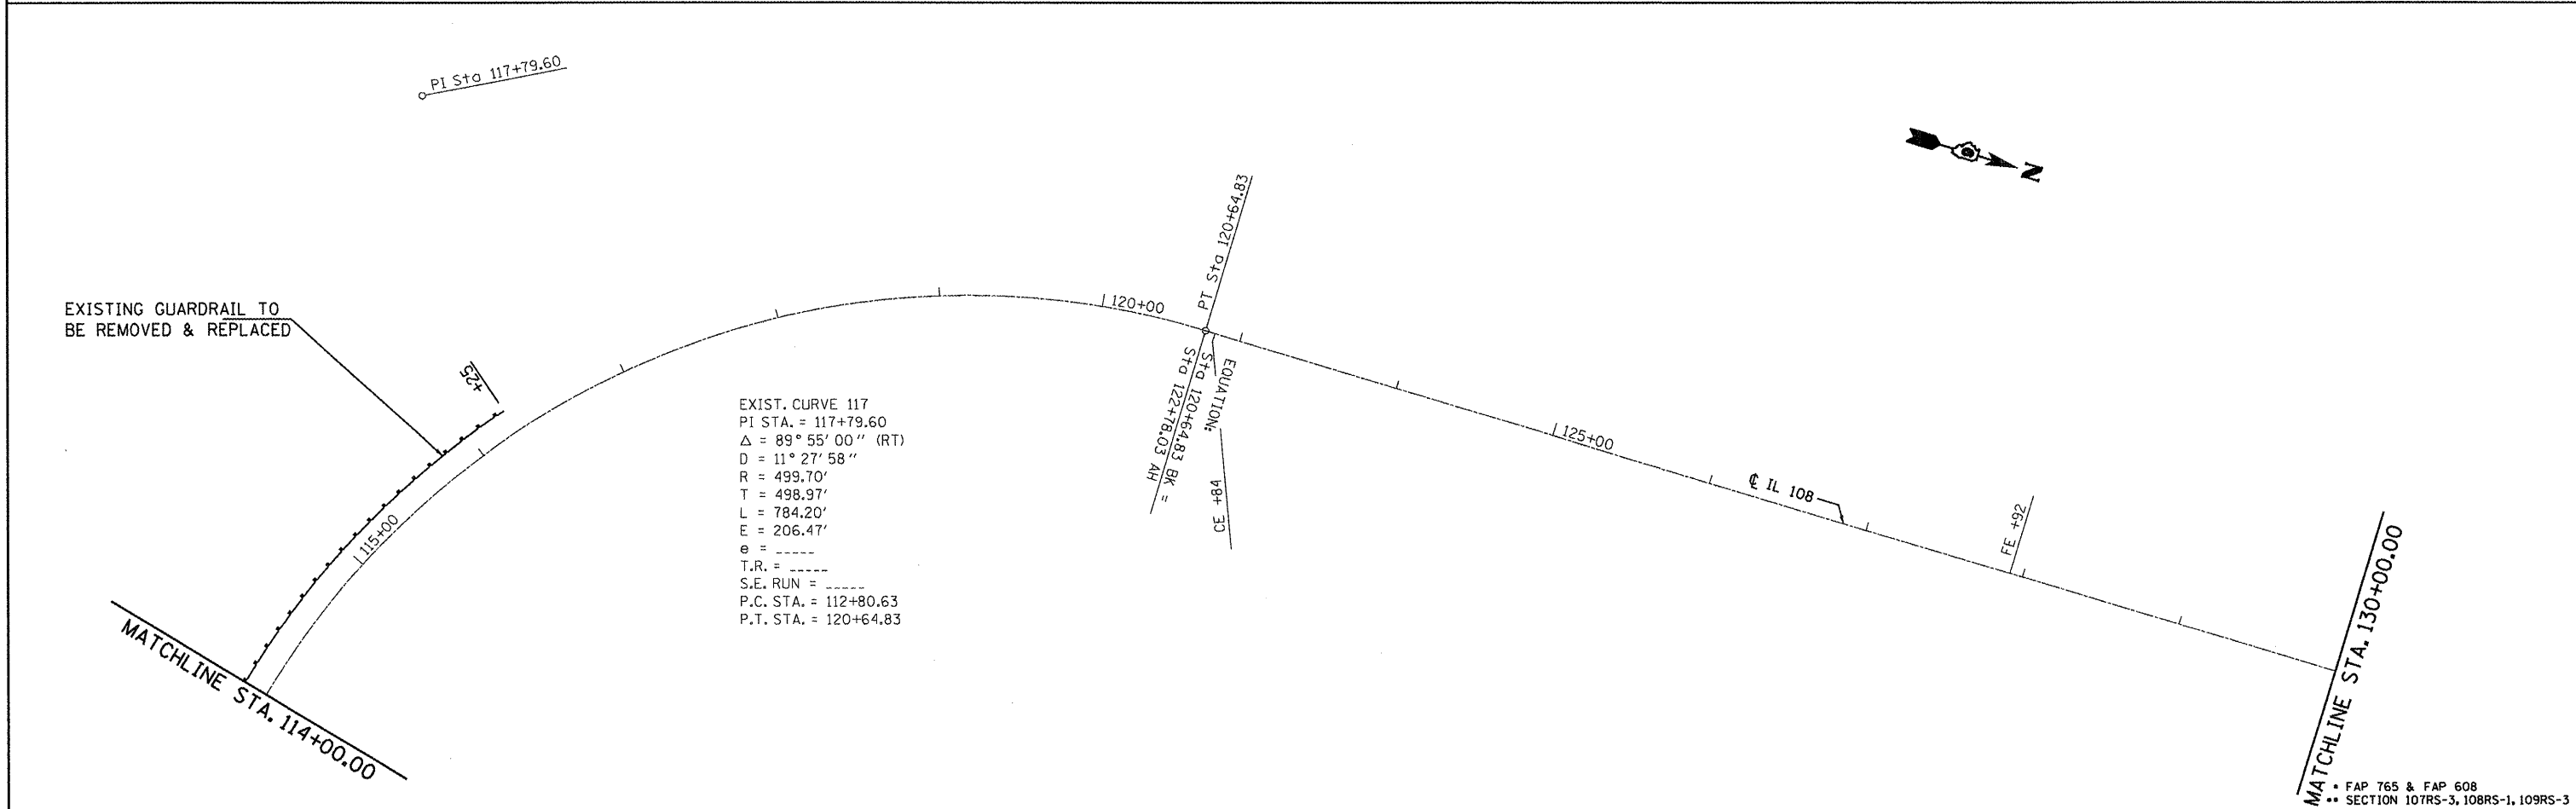 PI Sta 117+79.60
N
EXISTING GUARDRAIL TO
BE REMOVED & REPLACED
+25
115+00
120+00
PT Sta 120+64.83
EQUATION:
Sta 120+64.83 BK =
Sta 122+78.03 AH
CE +84
EXIST. CURVE 117
PI STA. = 117+79.60
Δ = 89° 55' 00" (RT)
D = 11° 27' 58"
R = 499.70'
T = 498.97'
L = 784.20'
E = 206.47'
e = _____
T.R. = _____
S.E. RUN = _____
P.C. STA. = 112+80.63
P.T. STA. = 120+64.83
125+00
℄ IL 108
FE +92
MATCHLINE STA. 114+00.00
MATCHLINE STA. 130+00.00
• FAP 765 & FAP 608
•• SECTION 107RS-3, 108RS-1, 109RS-3